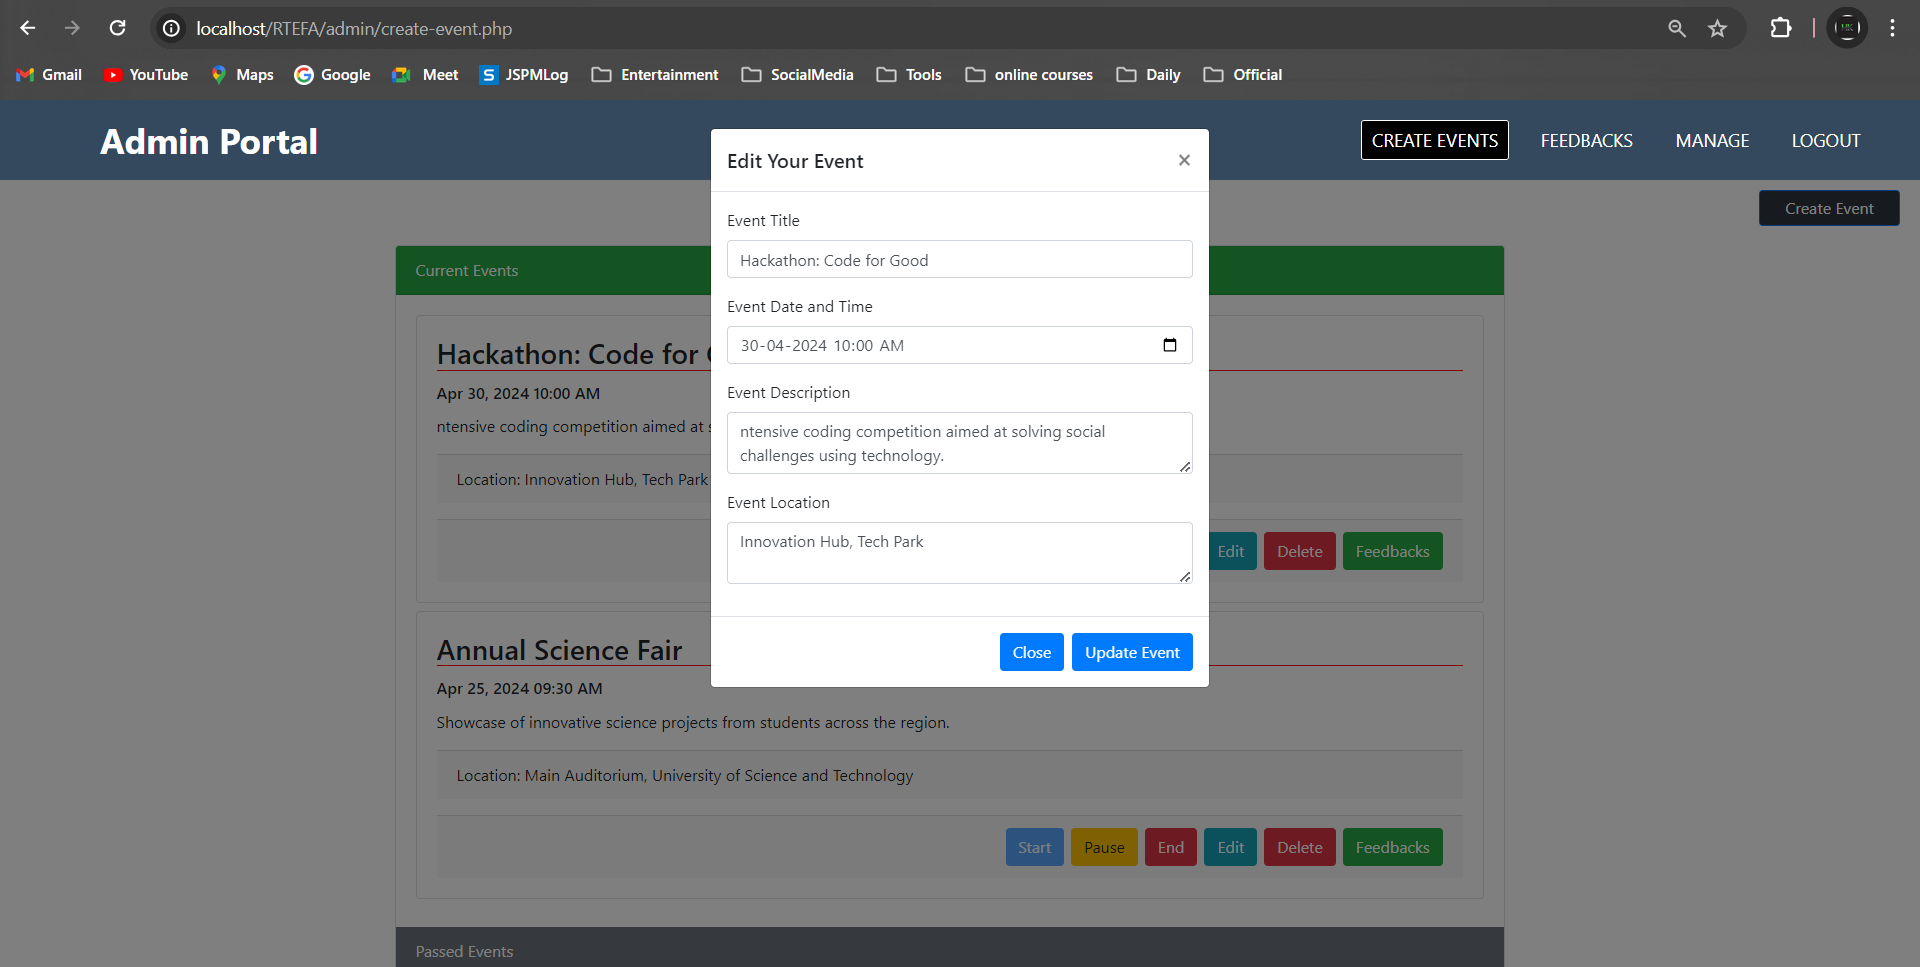 localhost/RTEFA/admin/create-event.php
Gmail YouTube Maps Google Meet JSPMLog Entertainment SocialMedia Tools online courses Daily Official
Admin Portal
CREATE EVENTS FEEDBACKS MANAGE LOGOUT
Create Event
Edit Your Event ×
Event Title
Hackathon: Code for Good
Event Date and Time
30-04-2024 10:00 AM
Event Description
ntensive coding competition aimed at solving social
challenges using technology.
Event Location
Innovation Hub, Tech Park
Close Update Event
Current Events
Hackathon: Code for
Apr 30, 2024 10:00 AM
ntensive coding competition aimed at
Location: Innovation Hub, Tech Park
Edit Delete Feedbacks
Annual Science Fair
Apr 25, 2024 09:30 AM
Showcase of innovative science projects from students across the region.
Location: Main Auditorium, University of Science and Technology
Start Pause End Edit Delete Feedbacks
Passed Events